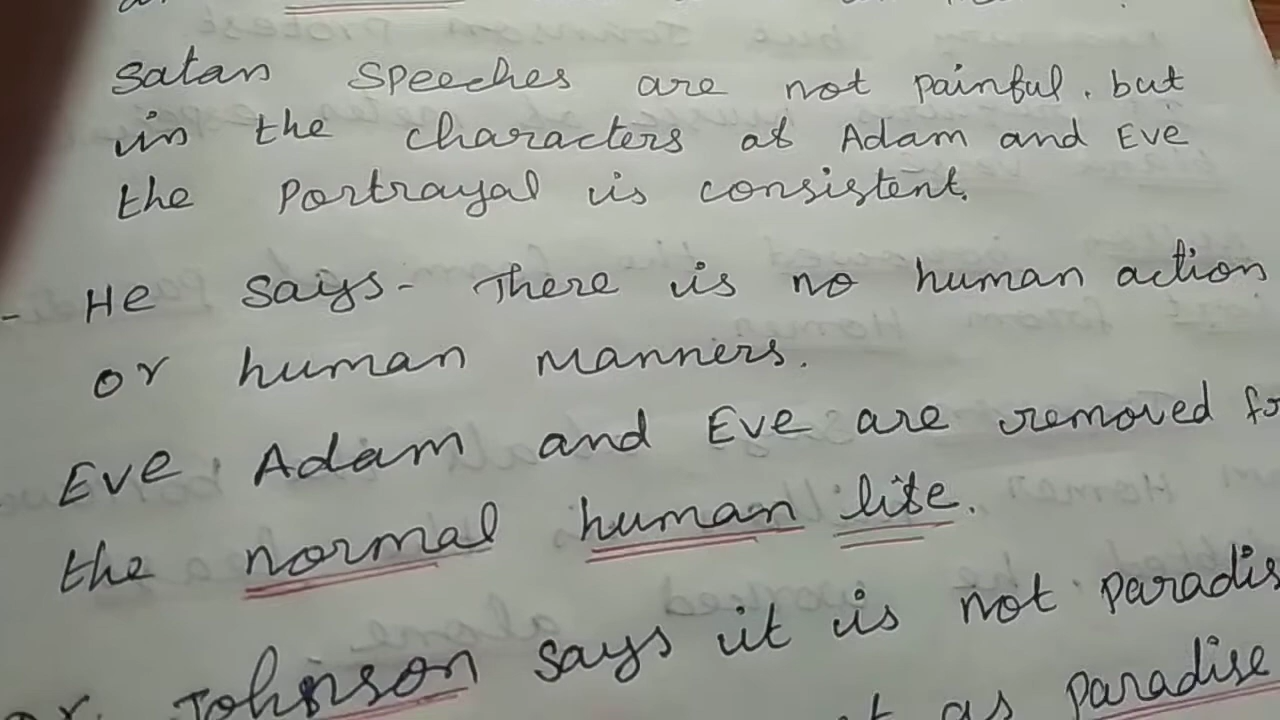 Satan Speeches are not painful. but
in the characters of Adam and Eve
the Portrayal is consistent.
- He says- There is no human action
or human manners.
Eve, Adam and Eve are removed
the normal human life.
Johnson says it is not
as paradise